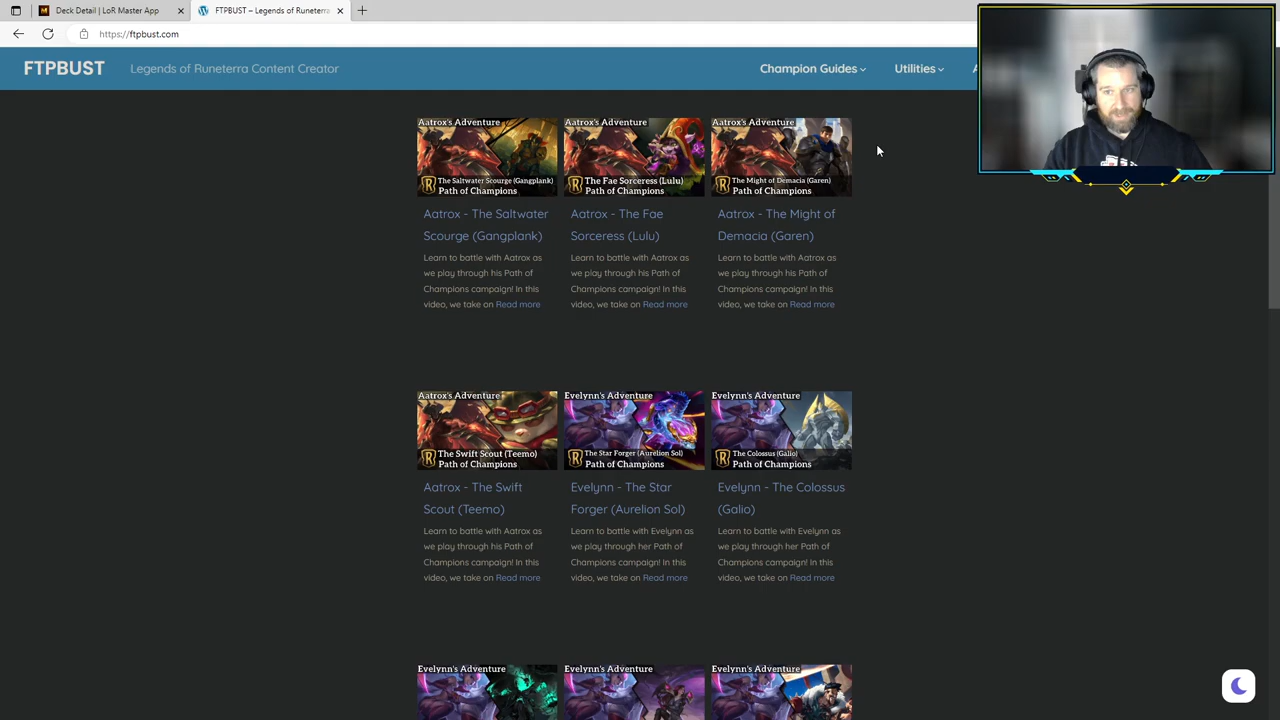 Deck Detail | LoR Master App
FTPBUST – Legends of Runeterra
https://ftpbust.com
FTPBUST
Legends of Runeterra Content Creator
Champion Guides
Utilities
Aatrox's Adventure
The Saltwater Scourge (Gangplank)
Path of Champions
Aatrox's Adventure
The Fae Sorceress (Lulu)
Path of Champions
Aatrox's Adventure
The Might of Demacia (Garen)
Path of Champions
Aatrox - The Saltwater
Scourge (Gangplank)
Learn to battle with Aatrox as
we play through his Path of
Champions campaign! In this
video, we take on Read more
Aatrox - The Fae
Sorceress (Lulu)
Learn to battle with Aatrox as
we play through his Path of
Champions campaign! In this
video, we take on Read more
Aatrox - The Might of
Demacia (Garen)
Learn to battle with Aatrox as
we play through his Path of
Champions campaign! In this
video, we take on Read more
Aatrox's Adventure
The Swift Scout (Teemo)
Path of Champions
Evelynn's Adventure
The Star Forger (Aurelion Sol)
Path of Champions
Evelynn's Adventure
The Colossus (Galio)
Path of Champions
Aatrox - The Swift
Scout (Teemo)
Learn to battle with Aatrox as
we play through his Path of
Champions campaign! In this
video, we take on Read more
Evelynn - The Star
Forger (Aurelion Sol)
Learn to battle with Evelynn as
we play through her Path of
Champions campaign! In this
video, we take on Read more
Evelynn - The Colossus
(Galio)
Learn to battle with Evelynn as
we play through her Path of
Champions campaign! In this
video, we take on Read more
Evelynn's Adventure
Evelynn's Adventure
Evelynn's Adventure